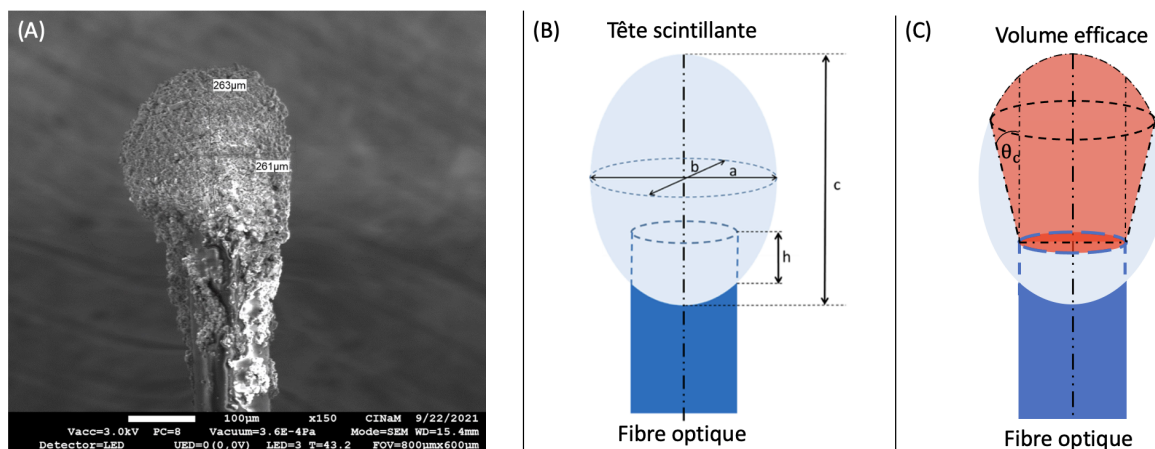 (A)
263µm
261µm
100µm x150 CINaM 9/22/2021
Vacc=3.0kV PC=8 Vacuum=3.6E-4Pa Mode=SEM WD=15.4mm
Detector=LED UED=0(0,0V) LED=3 T=43.2 FOV=800µmx600µm
(B)
Tête scintillante
b
a
c
h
Fibre optique
(C)
Volume efficace
θc
Fibre optique